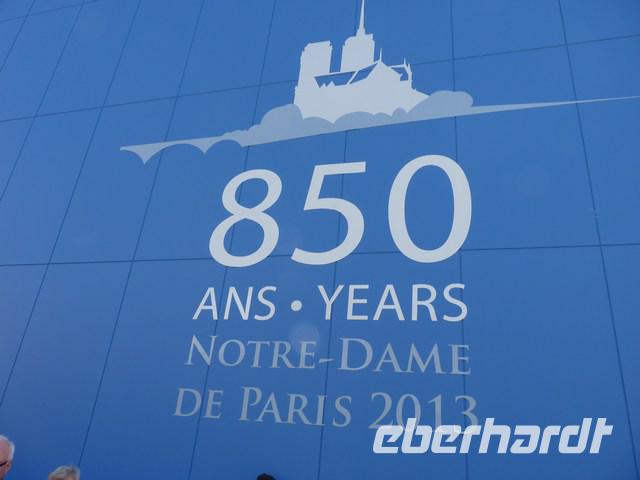 850
ANS • YEARS
NOTRE-DAME
DE PARIS 2013
eberhardt